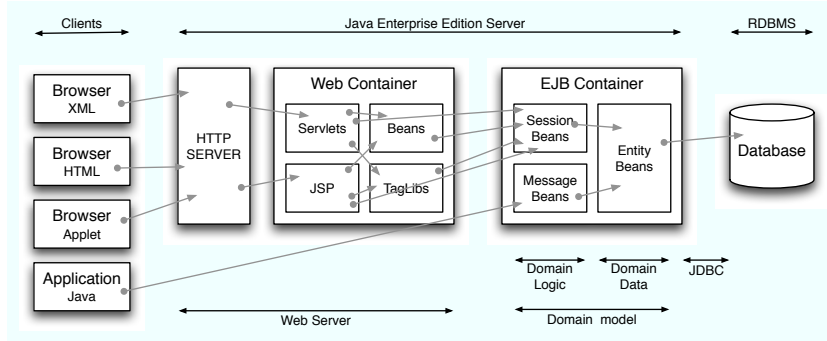 Clients
Java Enterprise Edition Server
RDBMS
Browser
XML
Browser
HTML
Browser
Applet
Application
Java
HTTP
SERVER
Web Container
Servlets
Beans
JSP
TagLibs
EJB Container
Session
Beans
Message
Beans
Entity
Beans
Database
Domain
Logic
Domain
Data
JDBC
Web Server
Domain model